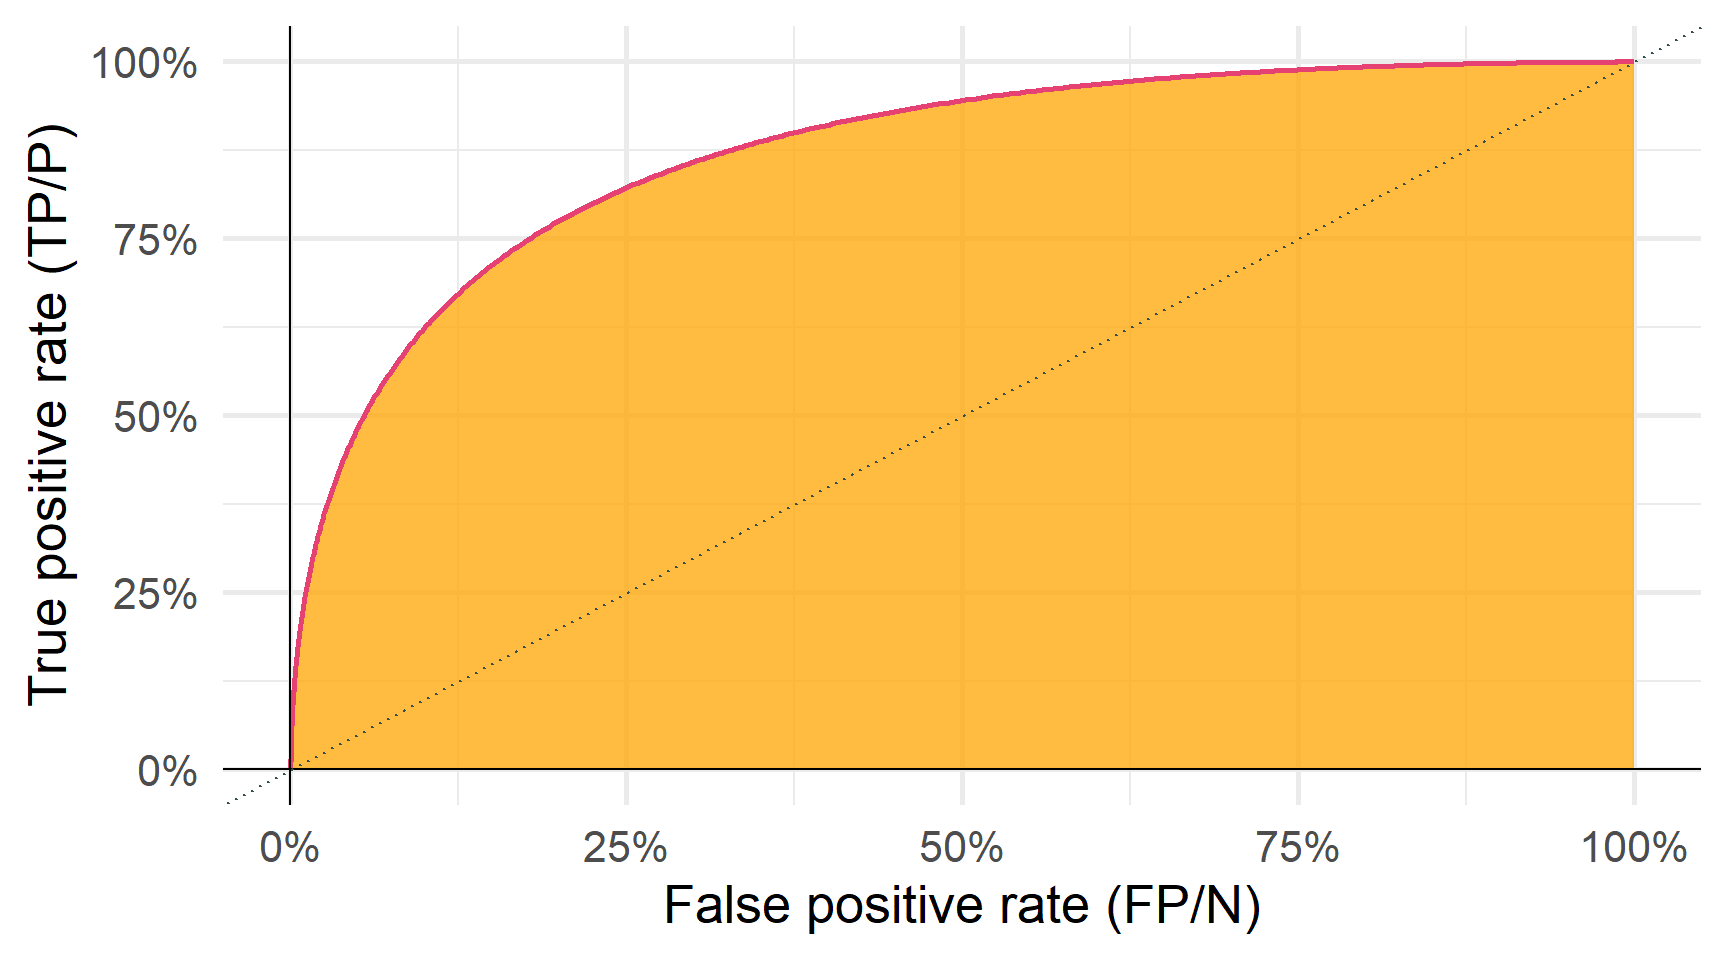 100%
75%
50%
25%
0%
True positive rate (TP/P)
0% 25% 50% 75% 100%
False positive rate (FP/N)